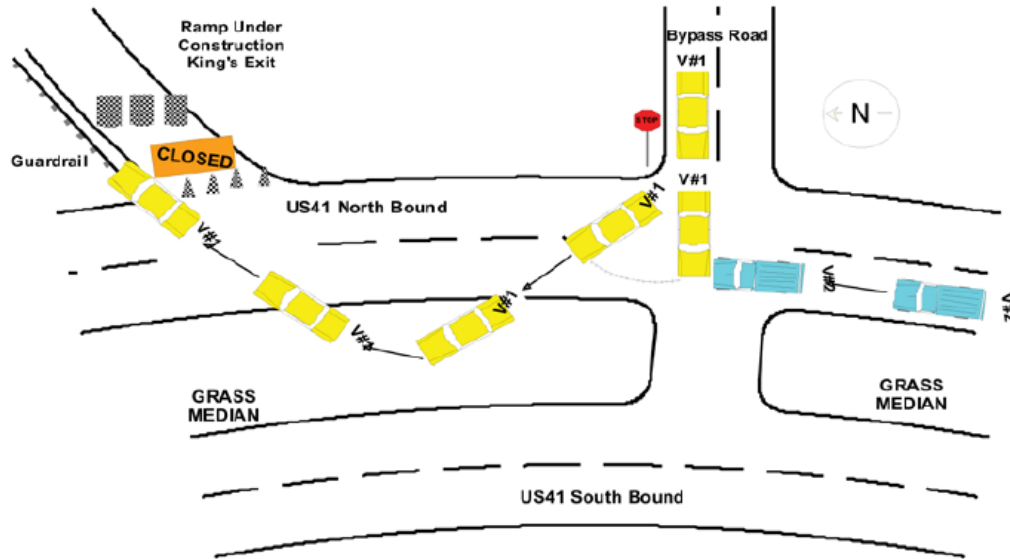 Ramp Under
Construction
King's Exit
Bypass Road
V#1
STOP
N
Guardrail
CLOSED
V#1
V#1
US41 North Bound
V#1
V#1
V#2
V#2
GRASS
MEDIAN
GRASS
MEDIAN
US41 South Bound